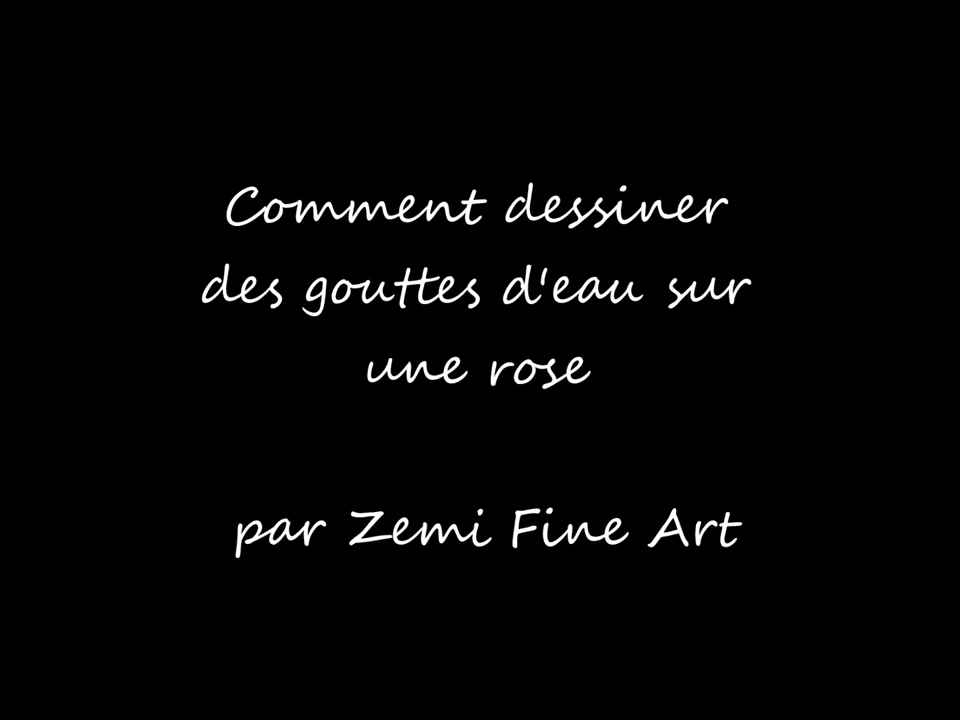 Comment dessiner
des gouttes d'eau sur
une rose
par Zemi Fine Art